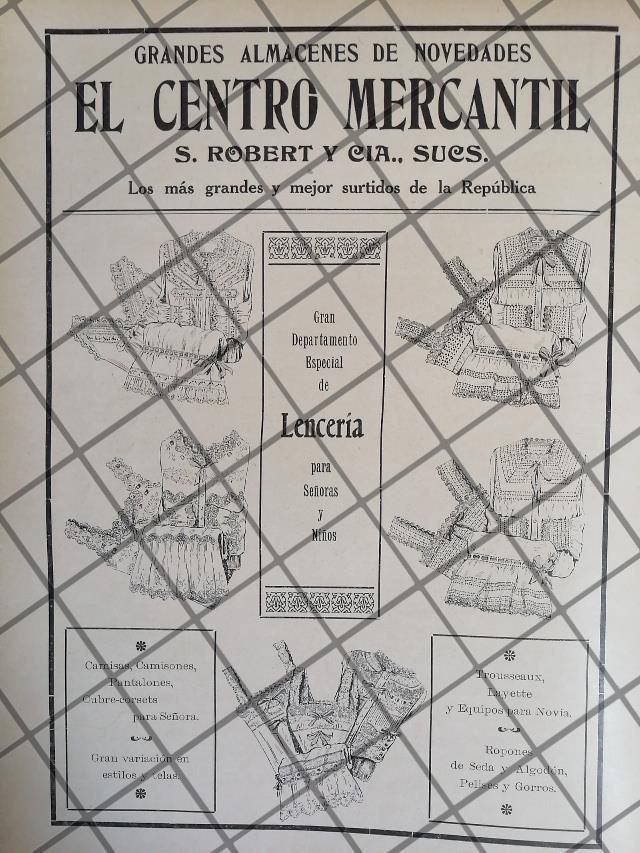 GRANDES ALMACENES DE NOVEDADES
EL CENTRO MERCANTIL
S. ROBERT Y CIA., SUCS.
Los más grandes y mejor surtidos de la República
Gran
Departamento
Especial
de
Lencería
para
Señoras
y
Niños
Camisas, Camisones,
Pantalones,
Cubre-corsets
para Señora.
Gran variación en
estilos y telas.
Trousseaux,
Layette
y Equipos para Novia.
Ropones
de Seda y Algodón,
Pelises y Gorros.